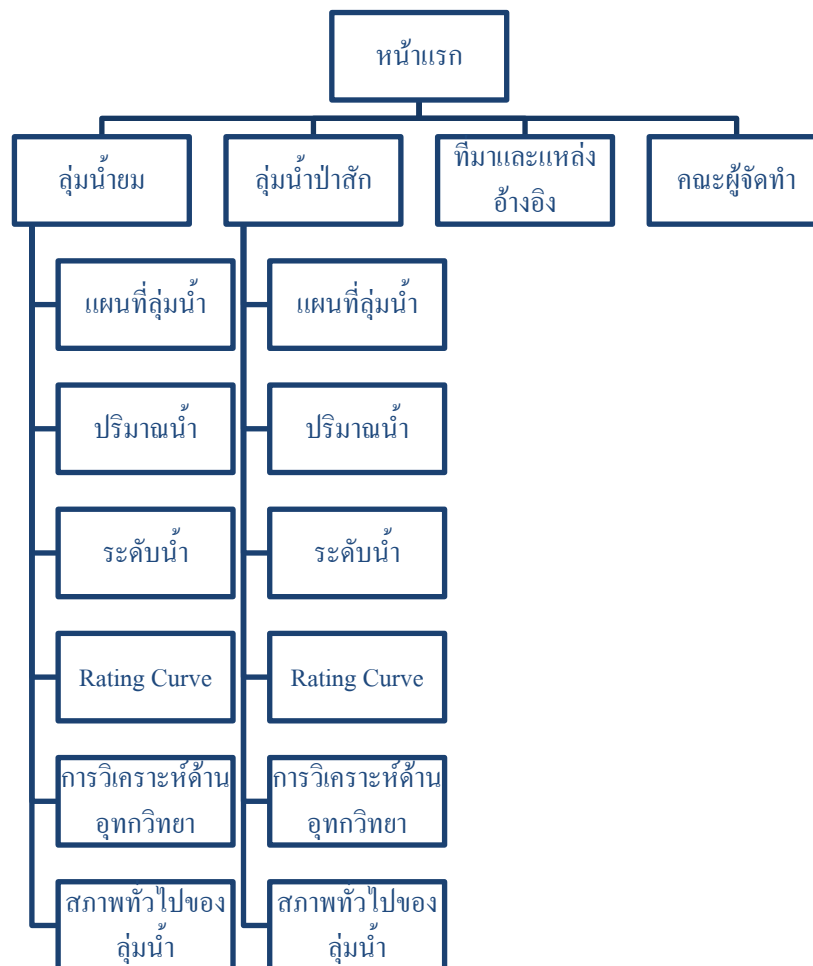 หน้าแรก
ลุ่มน้ำยม
ลุ่มน้ำป่าสัก
ที่มาและแหล่ง
อ้างอิง
คณะผู้จัดทำ
แผนที่ลุ่มน้ำ
ปริมาณน้ำ
ระดับน้ำ
Rating Curve
การวิเคราะห์ด้าน
อุทกวิทยา
สภาพทั่วไปของ
ลุ่มน้ำ
แผนที่ลุ่มน้ำ
ปริมาณน้ำ
ระดับน้ำ
Rating Curve
การวิเคราะห์ด้าน
อุทกวิทยา
สภาพทั่วไปของ
ลุ่มน้ำ